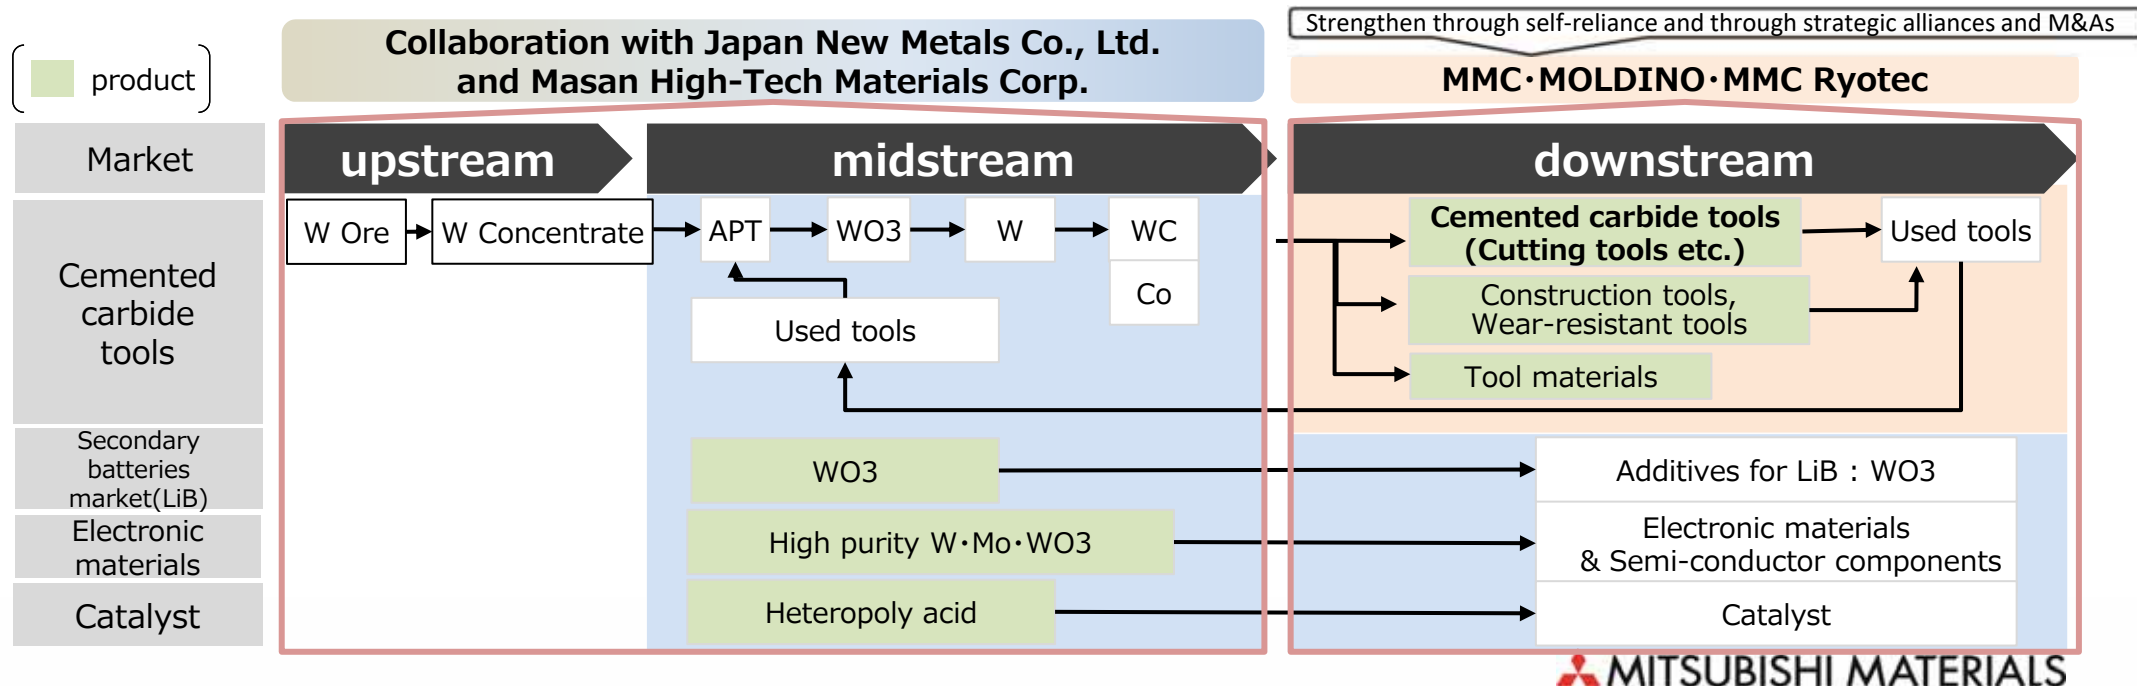 Strengthen through self-reliance and through strategic alliances and M&As
product
Collaboration with Japan New Metals Co., Ltd.
and Masan High-Tech Materials Corp.
MMC･MOLDINO･MMC Ryotec
Market
upstream
midstream
downstream
Cemented
carbide
tools
W Ore
W Concentrate
APT
WO3
W
WC
Co
Used tools
Cemented carbide tools
(Cutting tools etc.)
Used tools
Construction tools,
Wear-resistant tools
Tool materials
Secondary
batteries
market(LiB)
WO3
Additives for LiB : WO3
Electronic
materials
High purity W･Mo･WO3
Electronic materials
& Semi-conductor components
Catalyst
Heteropoly acid
Catalyst
MITSUBISHI MATERIALS